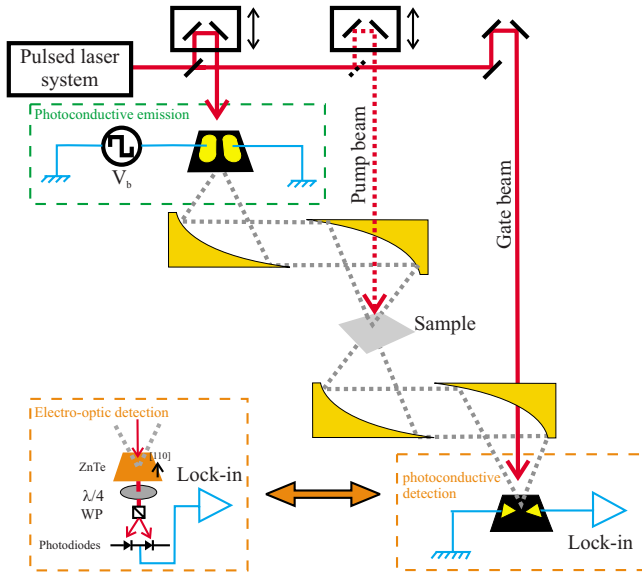 Pulsed laser
system
Photoconductive emission
V_b
Pump beam
Gate beam
Sample
Electro-optic detection
[110]
ZnTe
λ/4
WP
Photodiodes
Lock-in
photoconductive
detection
Lock-in